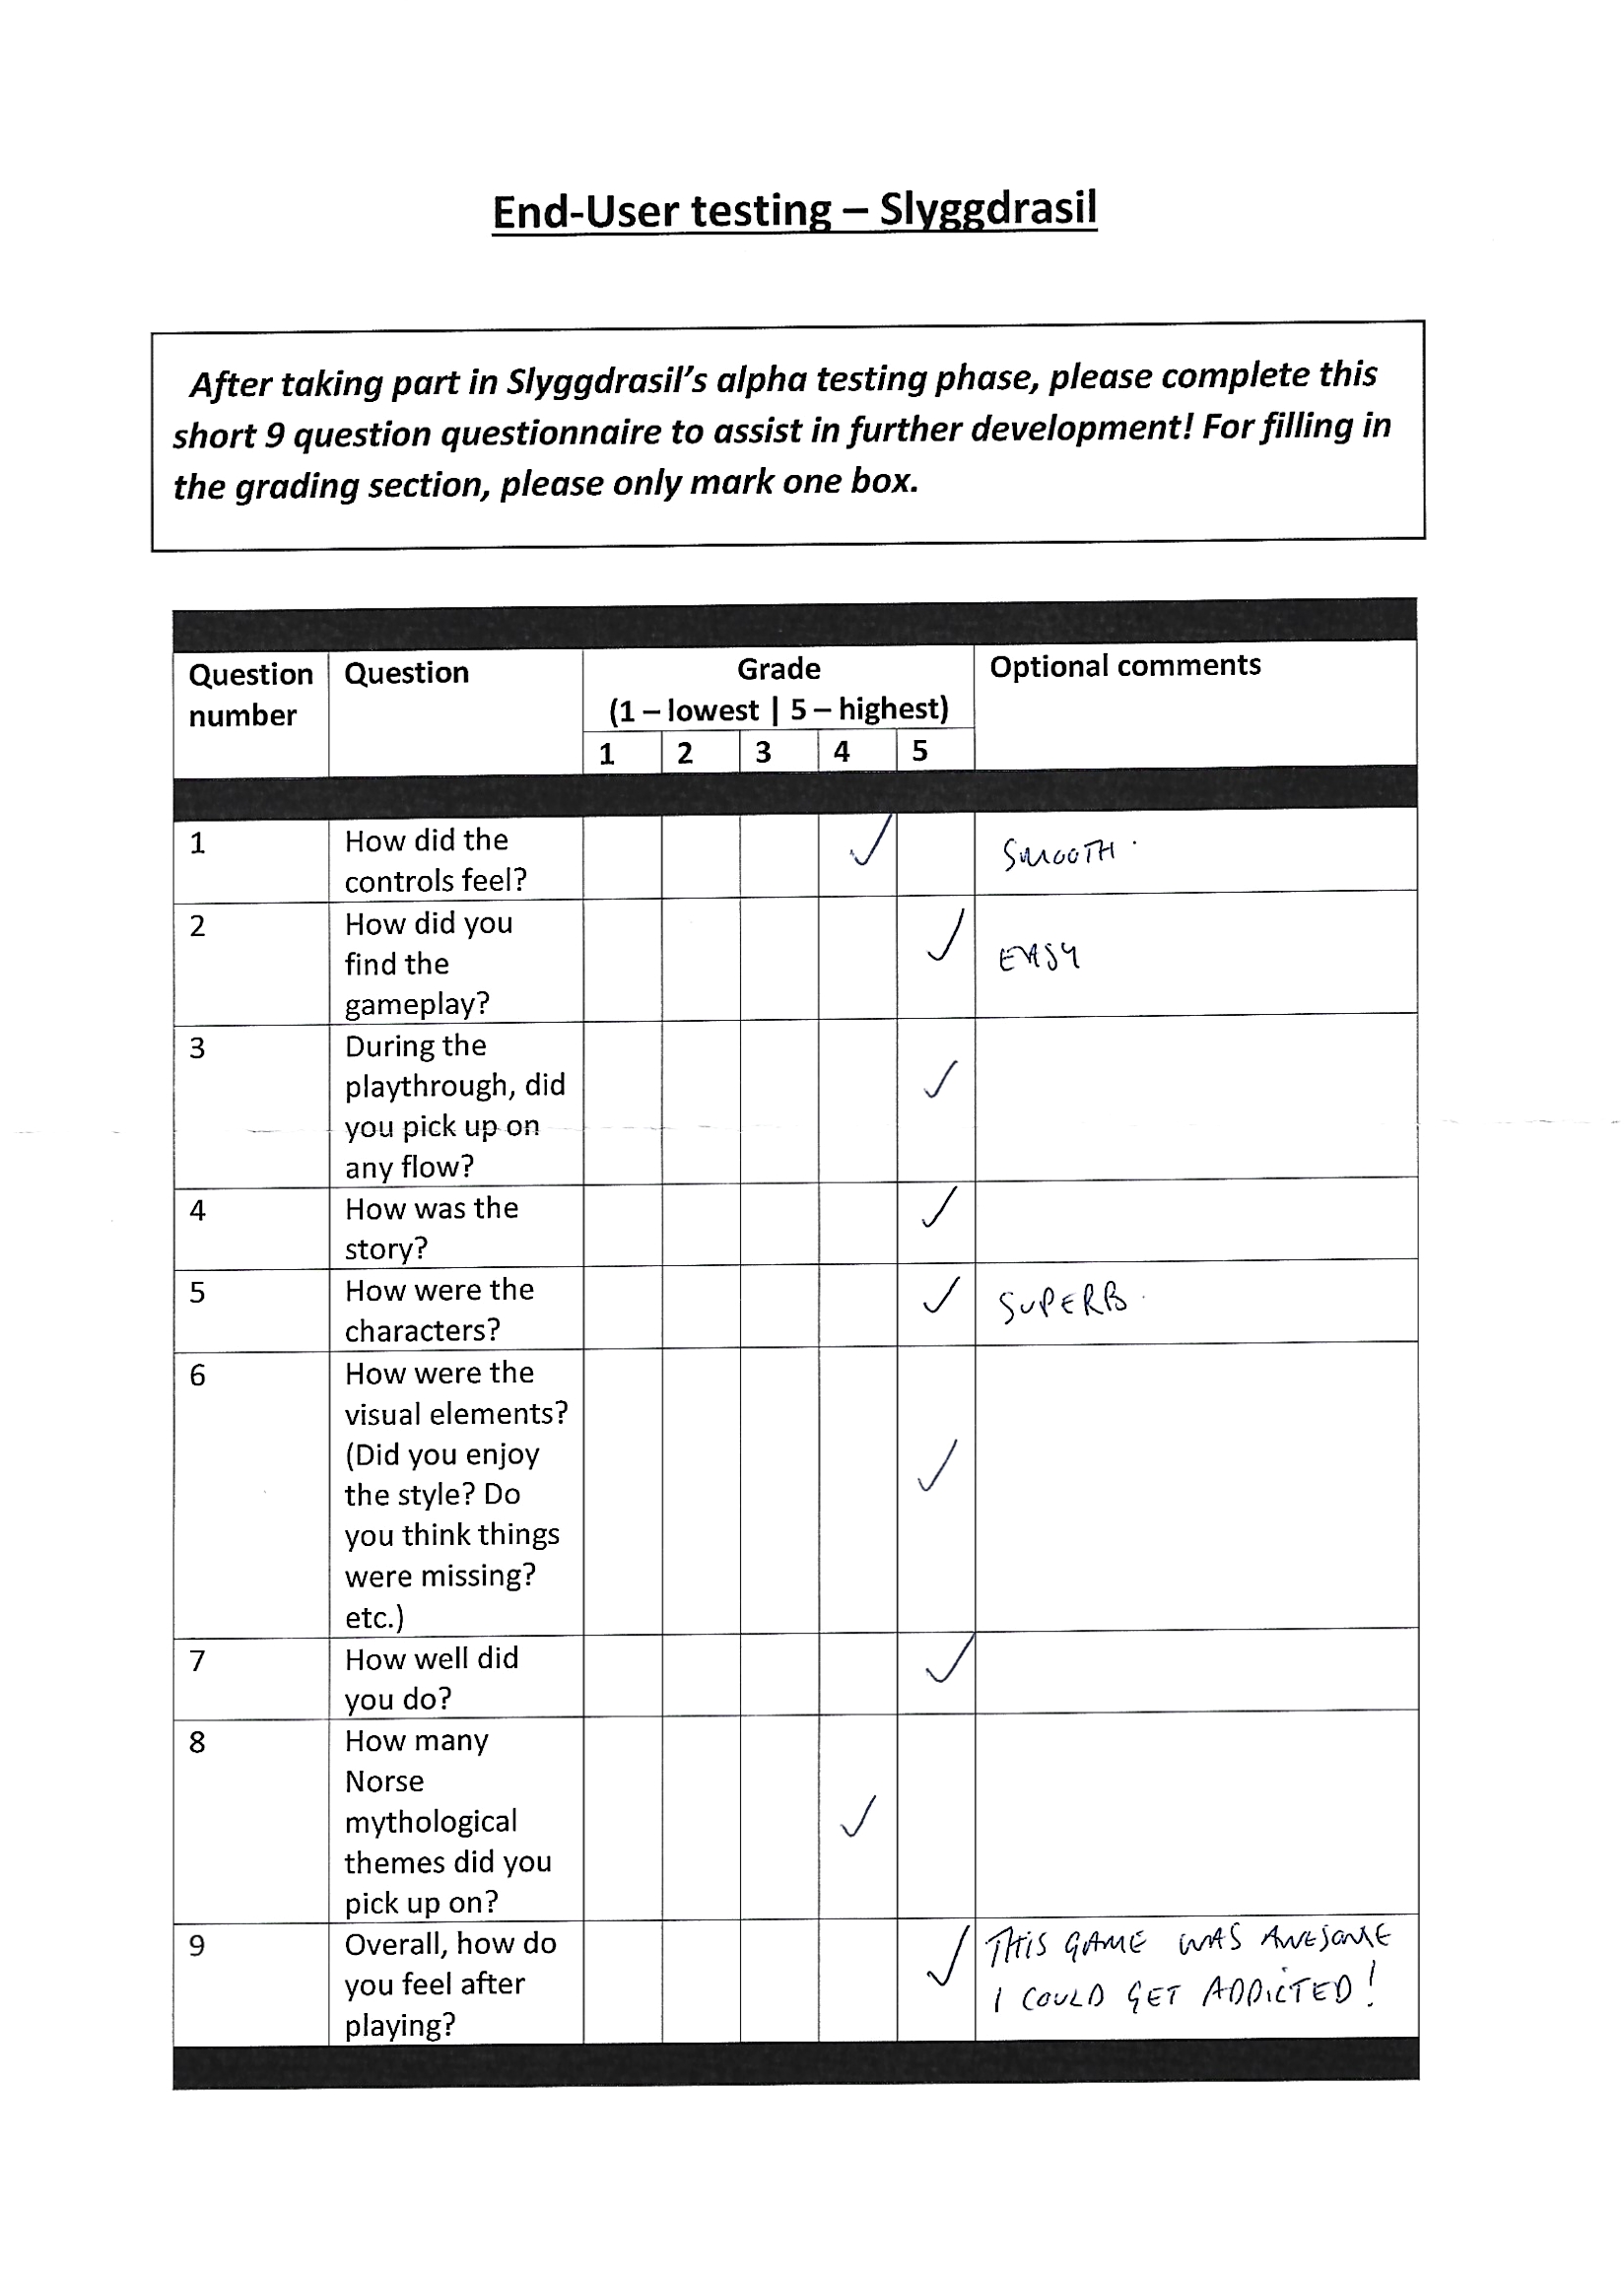 End-User testing – Slyggdrasil
After taking part in Slyggdrasil's alpha testing phase, please complete this
short 9 question questionnaire to assist in further development! For filling in
the grading section, please only mark one box.
Question number
Question
Grade
(1 – lowest | 5 – highest)
Optional comments
1 2 3 4 5
1
How did the
controls feel?
✓
SMOOTH.
2
How did you
find the
gameplay?
✓
EASY
3
During the
playthrough, did
you pick up on
any flow?
✓
4
How was the
story?
✓
5
How were the
characters?
✓
SUPERB.
6
How were the
visual elements?
(Did you enjoy
the style? Do
you think things
were missing?
etc.)
✓
7
How well did
you do?
✓
8
How many
Norse
mythological
themes did you
pick up on?
✓
9
Overall, how do
you feel after
playing?
✓
THIS GAME WAS AWESOME
I COULD GET ADDICTED!